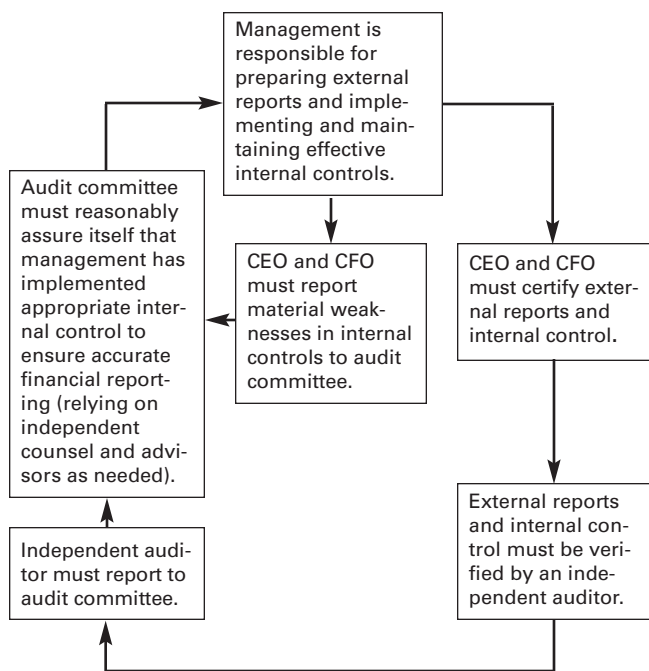 Management is
responsible for
preparing external
reports and imple-
menting and main-
taining effective
internal controls.
Audit committee
must reasonably
assure itself that
management has
implemented
appropriate inter-
nal control to
ensure accurate
financial report-
ing (relying on
independent
counsel and advi-
sors as needed).
CEO and CFO
must report
material weak-
nesses in internal
controls to audit
committee.
CEO and CFO
must certify exter-
nal reports and
internal control.
Independent audi-
tor must report to
audit committee.
External reports
and internal con-
trol must be veri-
fied by an inde-
pendent auditor.